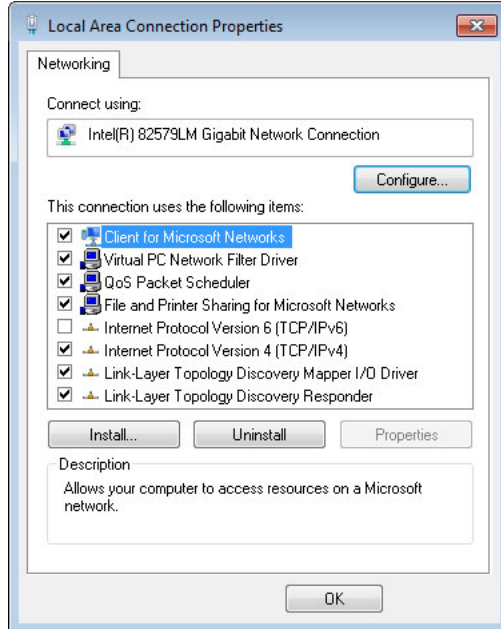 Local Area Connection Properties
Networking
Connect using:
Intel(R) 82579LM Gigabit Network Connection
Configure...
This connection uses the following items:
Client for Microsoft Networks
Virtual PC Network Filter Driver
QoS Packet Scheduler
File and Printer Sharing for Microsoft Networks
Internet Protocol Version 6 (TCP/IPv6)
Internet Protocol Version 4 (TCP/IPv4)
Link-Layer Topology Discovery Mapper I/O Driver
Link-Layer Topology Discovery Responder
Install... Uninstall Properties
Description
Allows your computer to access resources on a Microsoft
network.
OK